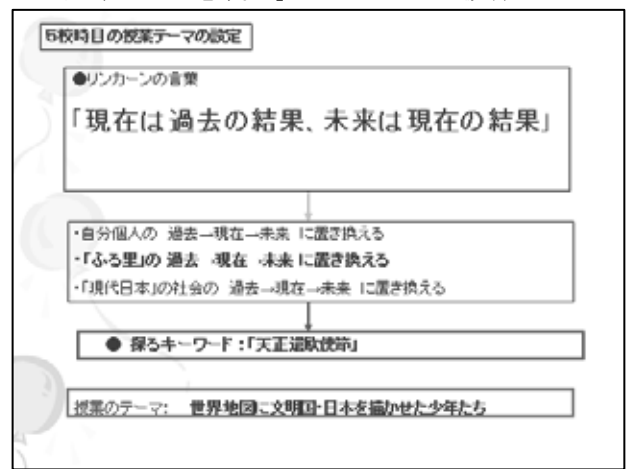 5校時目の授業テーマの設定
●リンカーンの言葉
「現在は過去の結果、未来は現在の結果」
・自分個人の 過去→現在→未来 に置き換える
・「ふる里」の 過去→現在→未来 に置き換える
・「現代日本」の社会の 過去→現在→未来 に置き換える
● 探るキーワード:「天正遣欧使節」
授業のテーマ: 世界地図に文明国・日本を描かせた少年たち